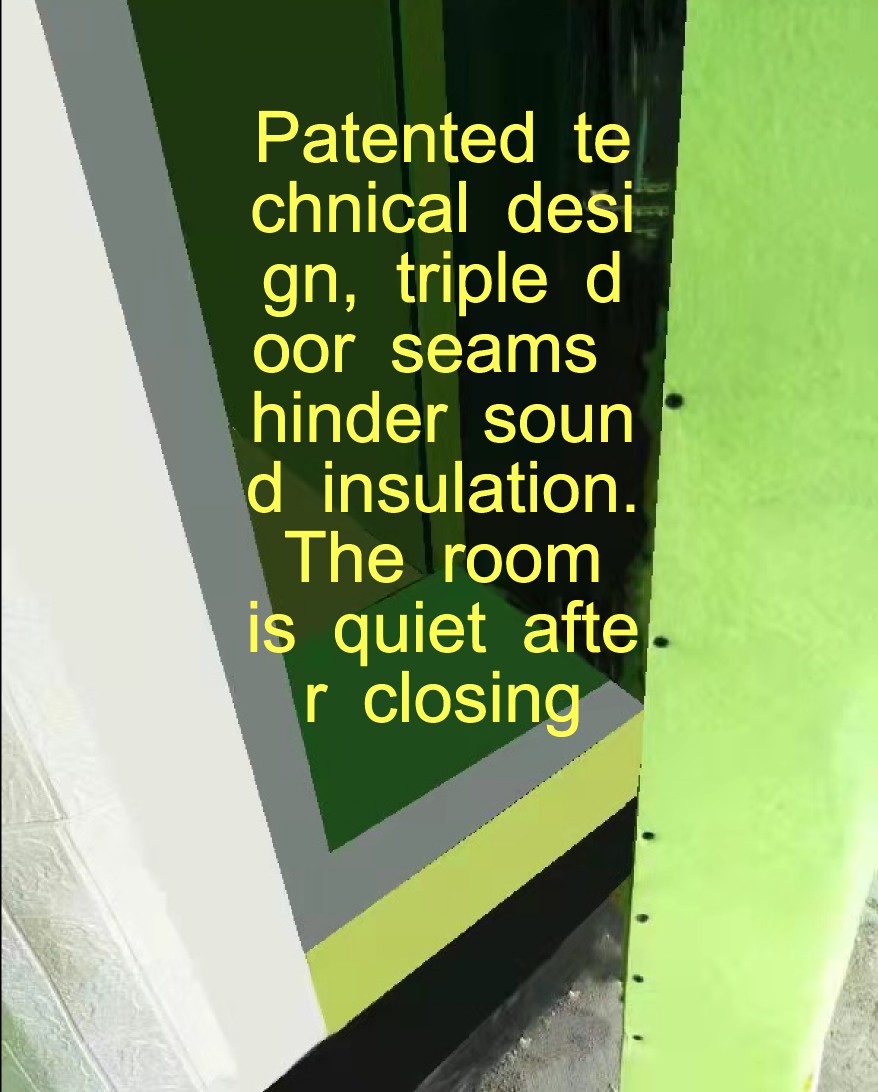 Patented te
chnical desi
gn, triple d
oor seams
hinder soun
d insulation.
The room
is quiet afte
r closing